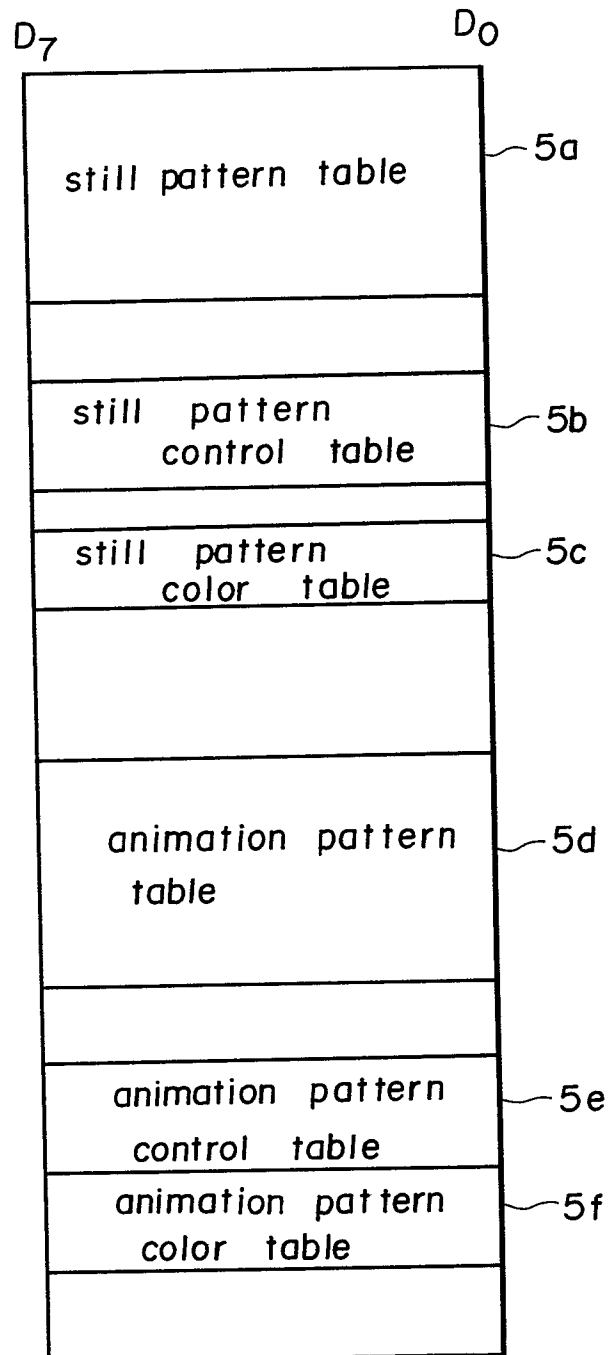 D7 D0
still pattern table 5a
still pattern 5b
control table
still pattern 5c
color table
animation pattern 5d
table
animation pattern 5e
control table
animation pattern 5f
color table